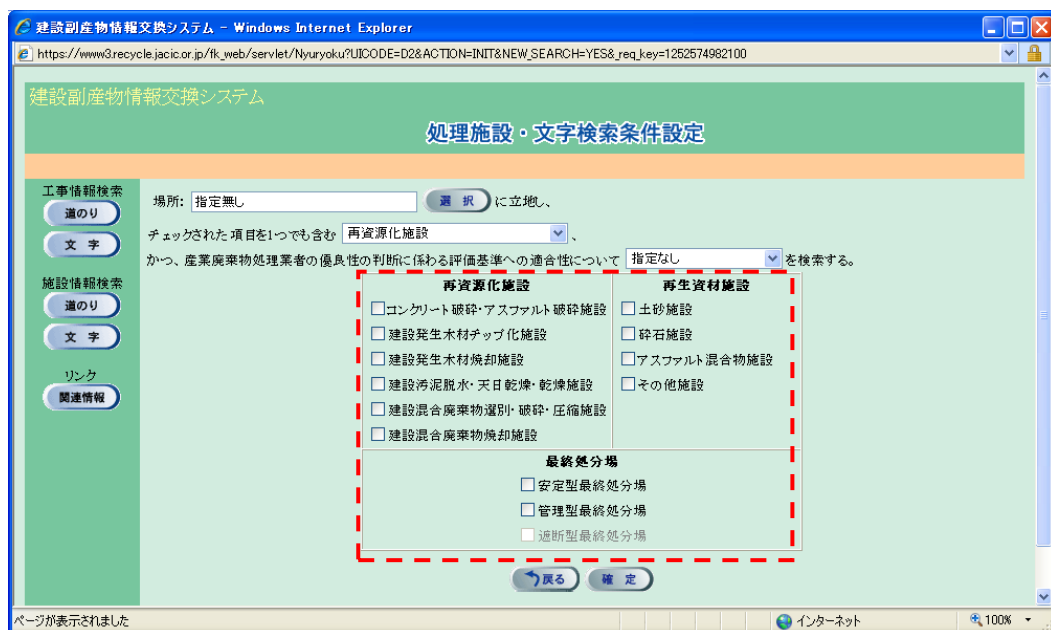 建設副産物情報交換システム - Windows Internet Explorer
https://www3.recycle.jacic.or.jp/fk_web/servlet/Nyuryoku?UICODE=D2&ACTION=INIT&NEW_SEARCH=YES&_req_key=1252574982100
建設副産物情報交換システム
処理施設・文字検索条件設定
工事情報検索
道のり
文 字
施設情報検索
道のり
文 字
リンク
関連情報
場所: 指定無し 選 択 に立地し、
チェックされた項目を1つでも含む 再資源化施設 、
かつ、産業廃棄物処理業者の優良性の判断に係わる評価基準への適合性について 指定なし を検索する。
再資源化施設
コンクリート破砕・アスファルト破砕施設
建設発生木材チップ化施設
建設発生木材焼却施設
建設汚泥脱水・天日乾燥・乾燥施設
建設混合廃棄物選別・破砕・圧縮施設
建設混合廃棄物焼却施設
再生資材施設
土砂施設
砕石施設
アスファルト混合物施設
その他施設
最終処分場
安定型最終処分場
管理型最終処分場
遮断型最終処分場
戻る 確 定
ページが表示されました インターネット 100%